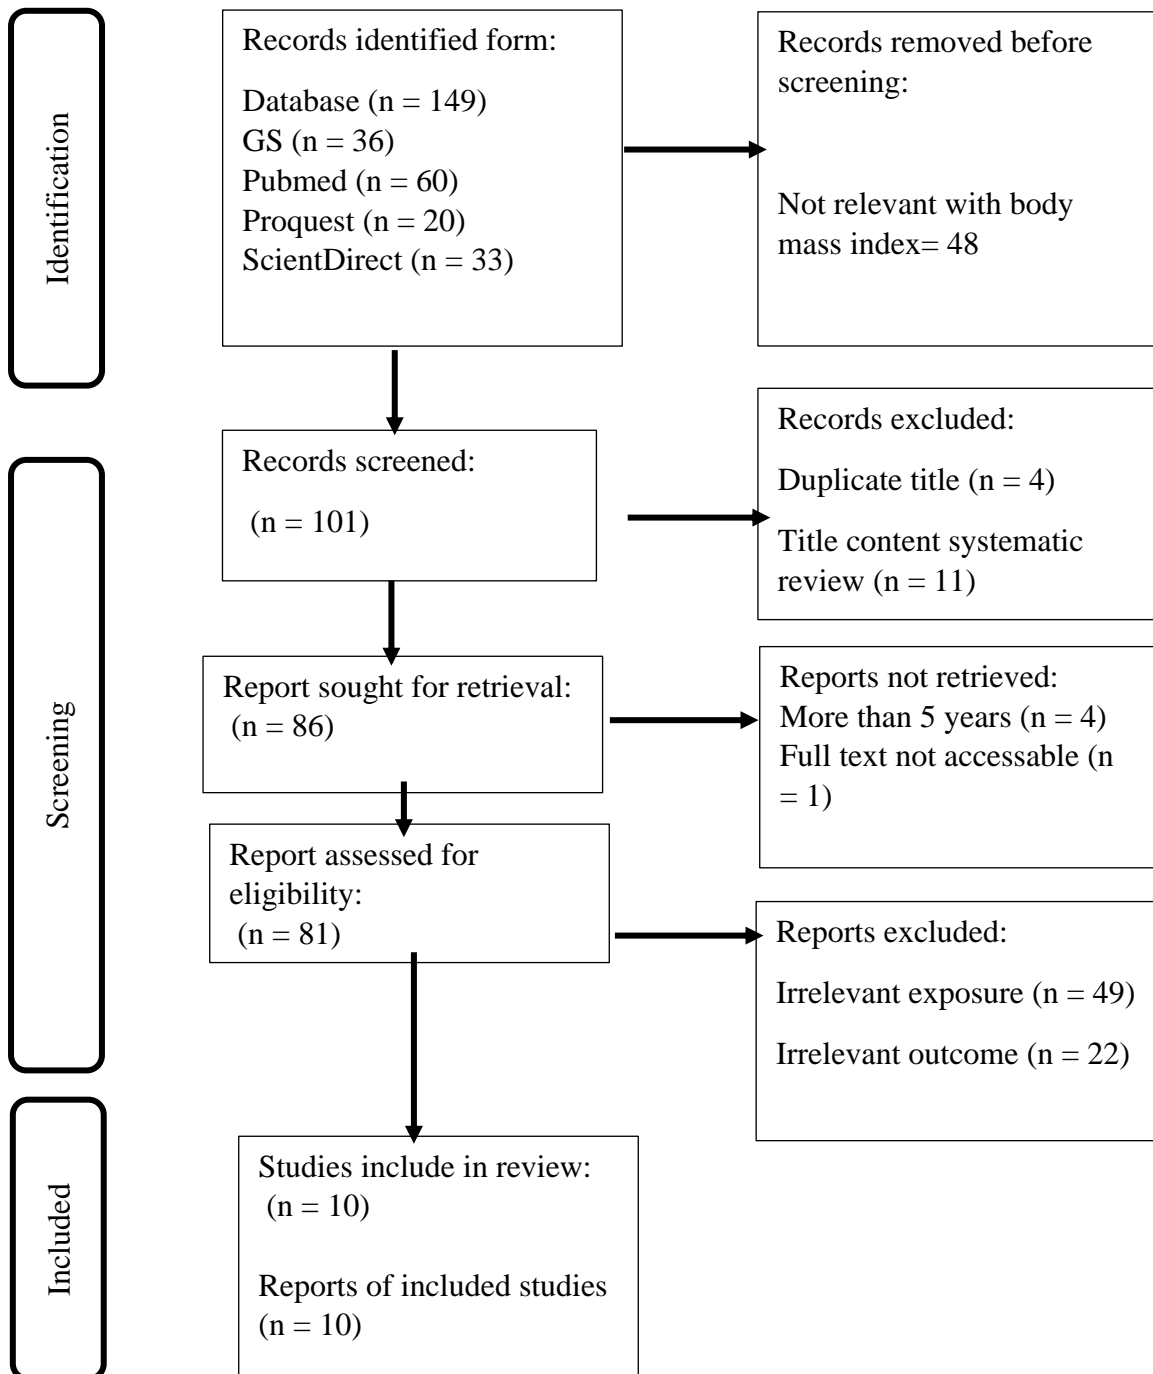 Identification
Records identified form:
Database (n = 149)
GS (n = 36)
Pubmed (n = 60)
Proquest (n = 20)
ScientDirect (n = 33)
Records removed before
screening:
Not relevant with body
mass index= 48
Screening
Records screened:
(n = 101)
Records excluded:
Duplicate title (n = 4)
Title content systematic
review (n = 11)
Report sought for retrieval:
(n = 86)
Reports not retrieved:
More than 5 years (n = 4)
Full text not accessable (n
= 1)
Report assessed for
eligibility:
(n = 81)
Reports excluded:
Irrelevant exposure (n = 49)
Irrelevant outcome (n = 22)
Included
Studies include in review:
(n = 10)
Reports of included studies
(n = 10)